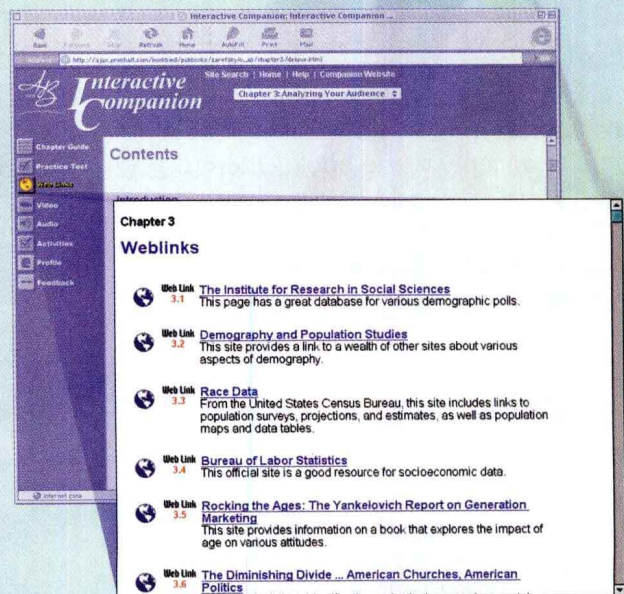 Interactive Companion: Interactive Companion ...
Back
Refresh
Home
AutoFill
Print
Mail
Interactive
Companion
Site Search | Home | Help | Companion Website
Chapter 3: Analyzing Your Audience
Chapter Guide
Practice Test
Web Links
Video
Audio
Activities
Profile
Feedback
Contents
Introduction
Internet zone
Chapter 3
Weblinks
Web Link The Institute for Research in Social Sciences
3.1 This page has a great database for various demographic polls.
Web Link Demography and Population Studies
3.2 This site provides a link to a wealth of other sites about various
aspects of demography.
Web Link Race Data
3.3 From the United States Census Bureau, this site includes links to
population surveys, projections, and estimates, as well as population
maps and data tables.
Web Link Bureau of Labor Statistics
3.4 This official site is a good resource for socioeconomic data.
Web Link Rocking the Ages: The Yankelovich Report on Generation
3.5 Marketing
This site provides information on a book that explores the impact of
age on various attitudes.
Web Link The Diminishing Divide ... American Churches, American
3.6 Politics